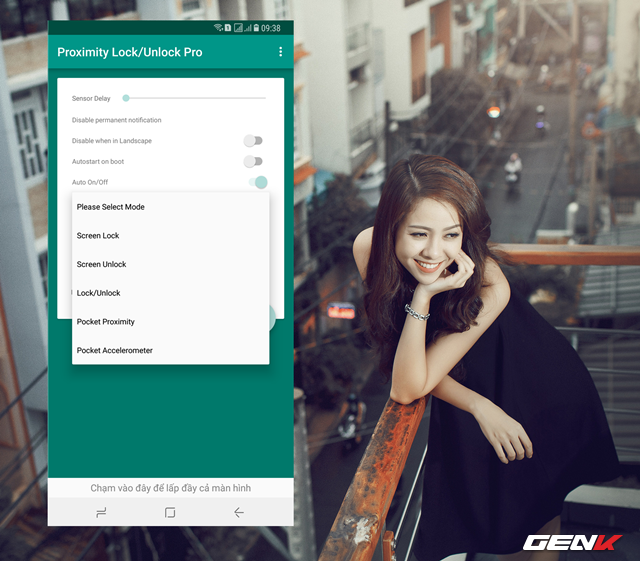 09:38
Proximity Lock/Unlock Pro
Sensor Delay
Disable permanent notification
Disable when in Landscape
Autostart on boot
Auto On/Off
Please Select Mode
Screen Lock
Screen Unlock
Lock/Unlock
Pocket Proximity
Pocket Accelerometer
Chạm vào đây để lấp đầy cả màn hình
GENK